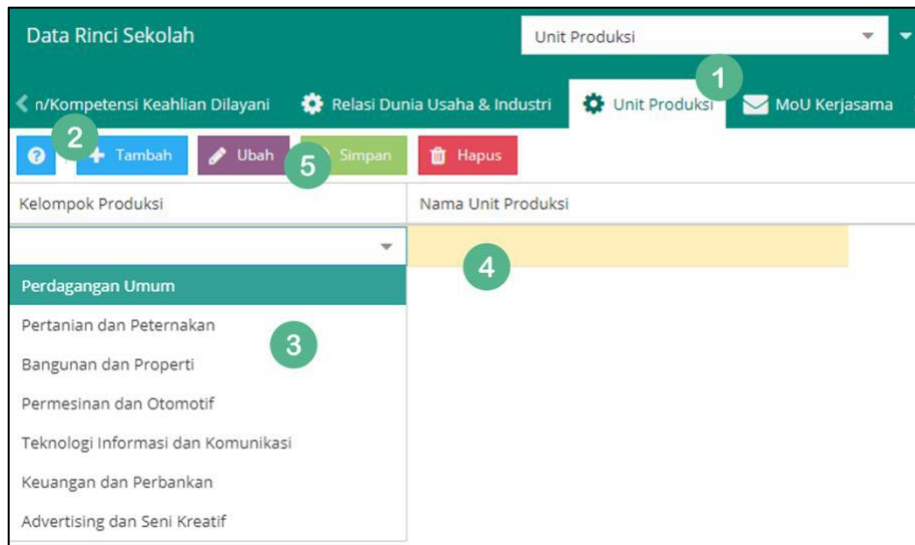 Data Rinci Sekolah
Unit Produksi
1
n/Kompetensi Keahlian Dilayani
Relasi Dunia Usaha & Industri
Unit Produksi
MoU Kerjasama
?
2
Tambah
Ubah
5
Simpan
Hapus
Kelompok Produksi
Nama Unit Produksi
4
Perdagangan Umum
Pertanian dan Peternakan
3
Bangunan dan Properti
Permesinan dan Otomotif
Teknologi Informasi dan Komunikasi
Keuangan dan Perbankan
Advertising dan Seni Kreatif